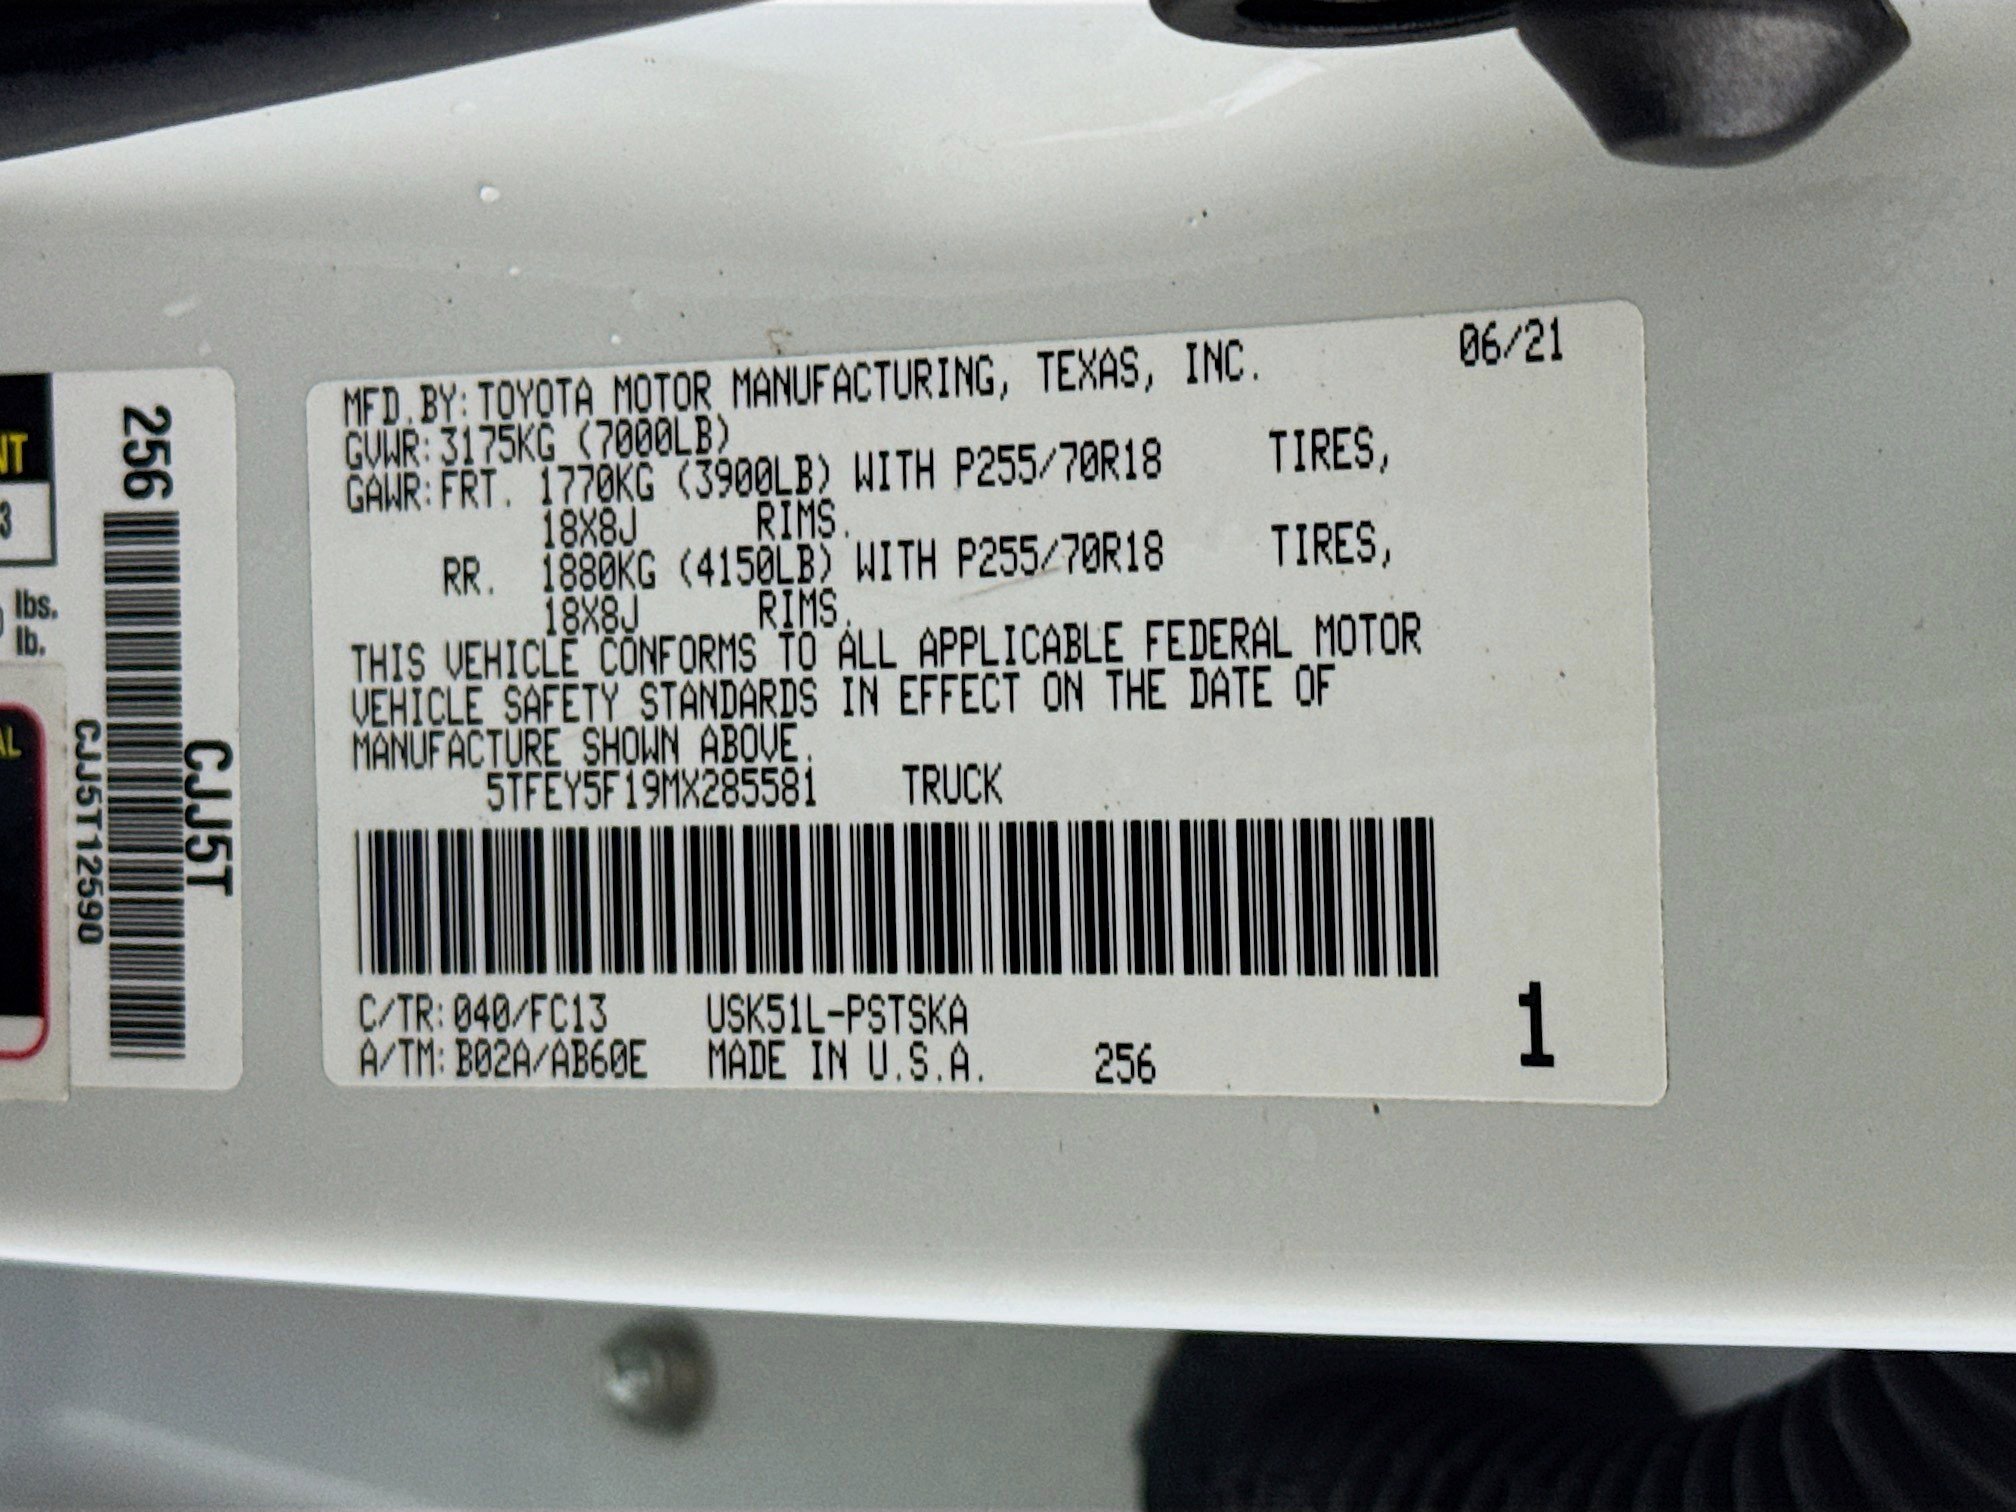 NT
3
lbs.
lb.
AL
256
CJJ5T
CJJ5T12590
MFD.BY: TOYOTA MOTOR MANUFACTURING, TEXAS, INC. 06/21
GVWR: 3175KG (7000LB)
GAWR: FRT. 1770KG (3900LB) WITH P255/70R18 TIRES,
18X8J RIMS.
RR. 1880KG (4150LB) WITH P255/70R18 TIRES,
18X8J RIMS.
THIS VEHICLE CONFORMS TO ALL APPLICABLE FEDERAL MOTOR
VEHICLE SAFETY STANDARDS IN EFFECT ON THE DATE OF
MANUFACTURE SHOWN ABOVE.
5TFEY5F19MX285581 TRUCK
C/TR: 040/FC13 USK51L-PSTSKA
A/TM: B02A/AB60E MADE IN U.S.A. 256
1